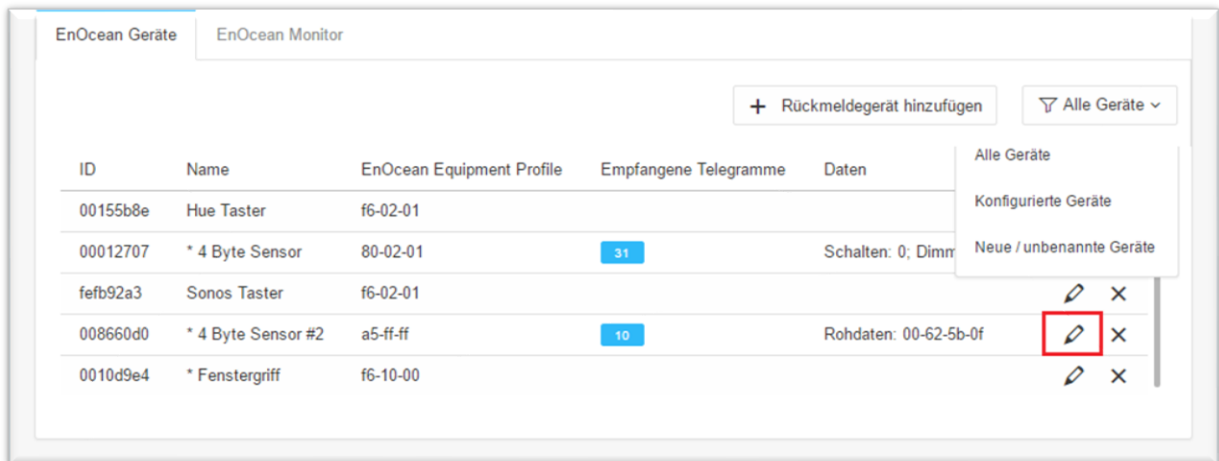 EnOcean Geräte EnOcean Monitor
+ Rückmeldegerät hinzufügen Alle Geräte
ID Name EnOcean Equipment Profile Empfangene Telegramme Daten
Alle Geräte
Konfigurierte Geräte
Neue / unbenannte Geräte
00155b8e Hue Taster f6-02-01
00012707 * 4 Byte Sensor 80-02-01 31 Schalten: 0; Dimm
fefb92a3 Sonos Taster f6-02-01
008660d0 * 4 Byte Sensor #2 a5-ff-ff 10 Rohdaten: 00-62-5b-0f
0010d9e4 * Fenstergriff f6-10-00